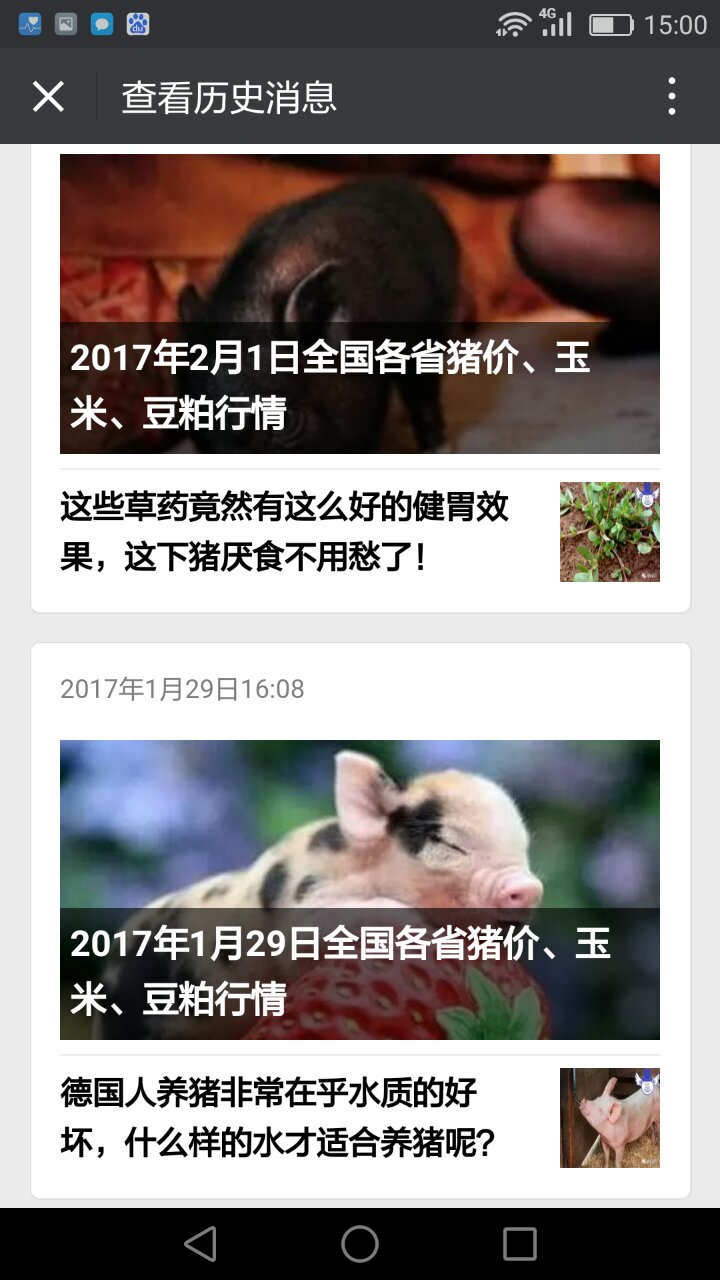 4G
15:00
查看历史消息
2017年2月1日全国各省猪价、玉
米、豆粕行情
这些草药竟然有这么好的健胃效
果，这下猪厌食不用愁了！
2017年1月29日16:08
2017年1月29日全国各省猪价、玉
米、豆粕行情
德国人养猪非常在乎水质的好
坏，什么样的水才适合养猪呢？